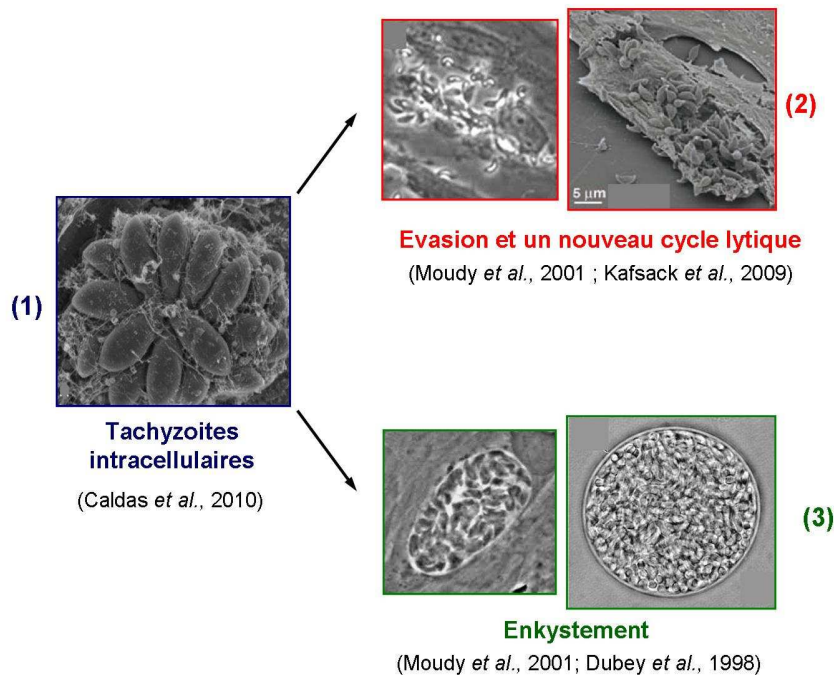 (1)
Tachyzoites
intracellulaires
(Caldas et al., 2010)
(2)
5 µm
Evasion et un nouveau cycle lytique
(Moudy et al., 2001 ; Kafsack et al., 2009)
(3)
Enkystement
(Moudy et al., 2001; Dubey et al., 1998)